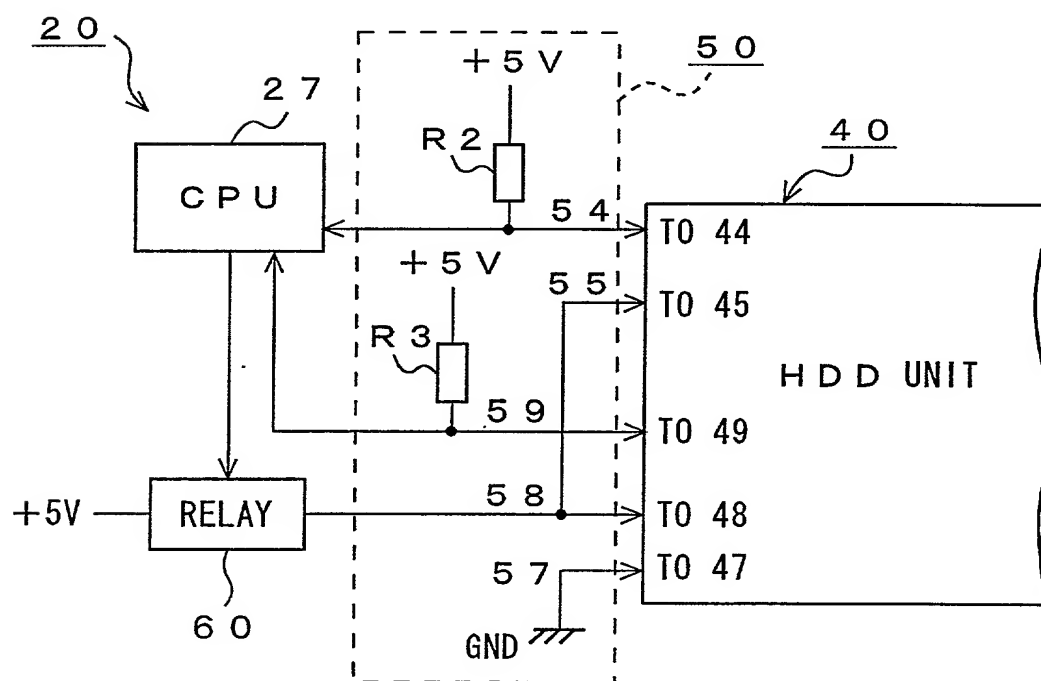 20
27
CPU
+5V
50
R2
40
54
TO 44
+5V
55
TO 45
R3
HDD UNIT
59
TO 49
+5V
RELAY
58
TO 48
57
TO 47
60
GND